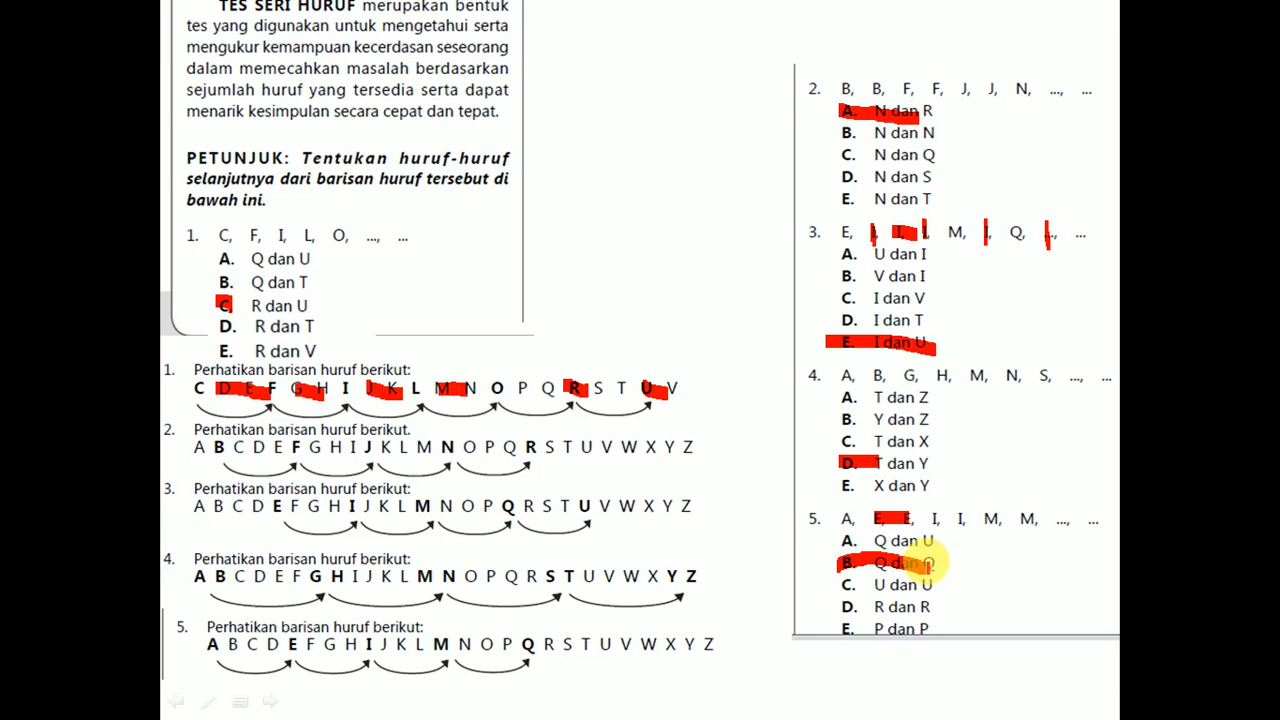 TES SERI HURUF merupakan bentuk
tes yang digunakan untuk mengetahui serta
mengukur kemampuan kecerdasan seseorang
dalam memecahkan masalah berdasarkan
sejumlah huruf yang tersedia serta dapat
menarik kesimpulan secara cepat dan tepat.
PETUNJUK: Tentukan huruf-huruf
selanjutnya dari barisan huruf tersebut di
bawah ini.
1. C, F, I, L, O, ..., ...
A. Q dan U
B. Q dan T
C. R dan U
D. R dan T
E. R dan V
1. Perhatikan barisan huruf berikut:
C D E F G H I J K L M N O P Q R S T U V
2. Perhatikan barisan huruf berikut.
A B C D E F G H I J K L M N O P Q R S T U V W X Y Z
3. Perhatikan barisan huruf berikut:
A B C D E F G H I J K L M N O P Q R S T U V W X Y Z
4. Perhatikan barisan huruf berikut:
A B C D E F G H I J K L M N O P Q R S T U V W X Y Z
5. Perhatikan barisan huruf berikut:
A B C D E F G H I J K L M N O P Q R S T U V W X Y Z
2. B, B, F, F, J, J, N, ..., ...
A. N dan R
B. N dan N
C. N dan Q
D. N dan S
E. N dan T
3. E, I, I, I, M, I, Q, ..., ...
A. U dan I
B. V dan I
C. I dan V
D. I dan T
E. I dan U
4. A, B, G, H, M, N, S, ..., ...
A. T dan Z
B. Y dan Z
C. T dan X
D. T dan Y
E. X dan Y
5. A, E, E, I, I, M, M, ..., ...
A. Q dan U
B. Q dan Q
C. U dan U
D. R dan R
E. P dan P